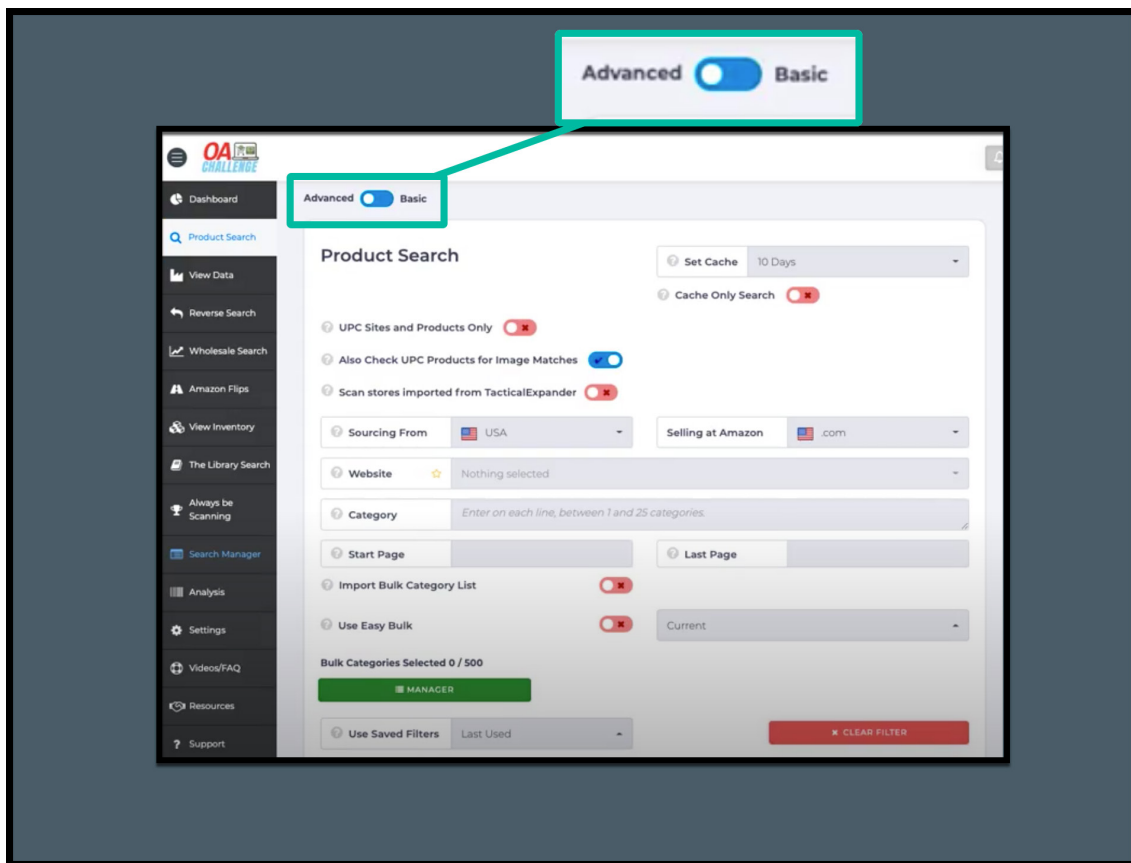 Advanced Basic
OA
CHALLENGE
Advanced Basic
Dashboard
Product Search
View Data
Reverse Search
Wholesale Search
Amazon Flips
View Inventory
The Library Search
Always be
Scanning
Search Manager
Analysis
Settings
Videos/FAQ
Resources
? Support
Product Search
Set Cache 10 Days
Cache Only Search
UPC Sites and Products Only
Also Check UPC Products for Image Matches
Scan stores imported from TacticalExpander
Sourcing From USA Selling at Amazon .com
Website Nothing selected
Category Enter on each line, between 1 and 25 categories.
Start Page Last Page
Import Bulk Category List
Use Easy Bulk Current
Bulk Categories Selected 0 / 500
MANAGER
Use Saved Filters Last Used × CLEAR FILTER